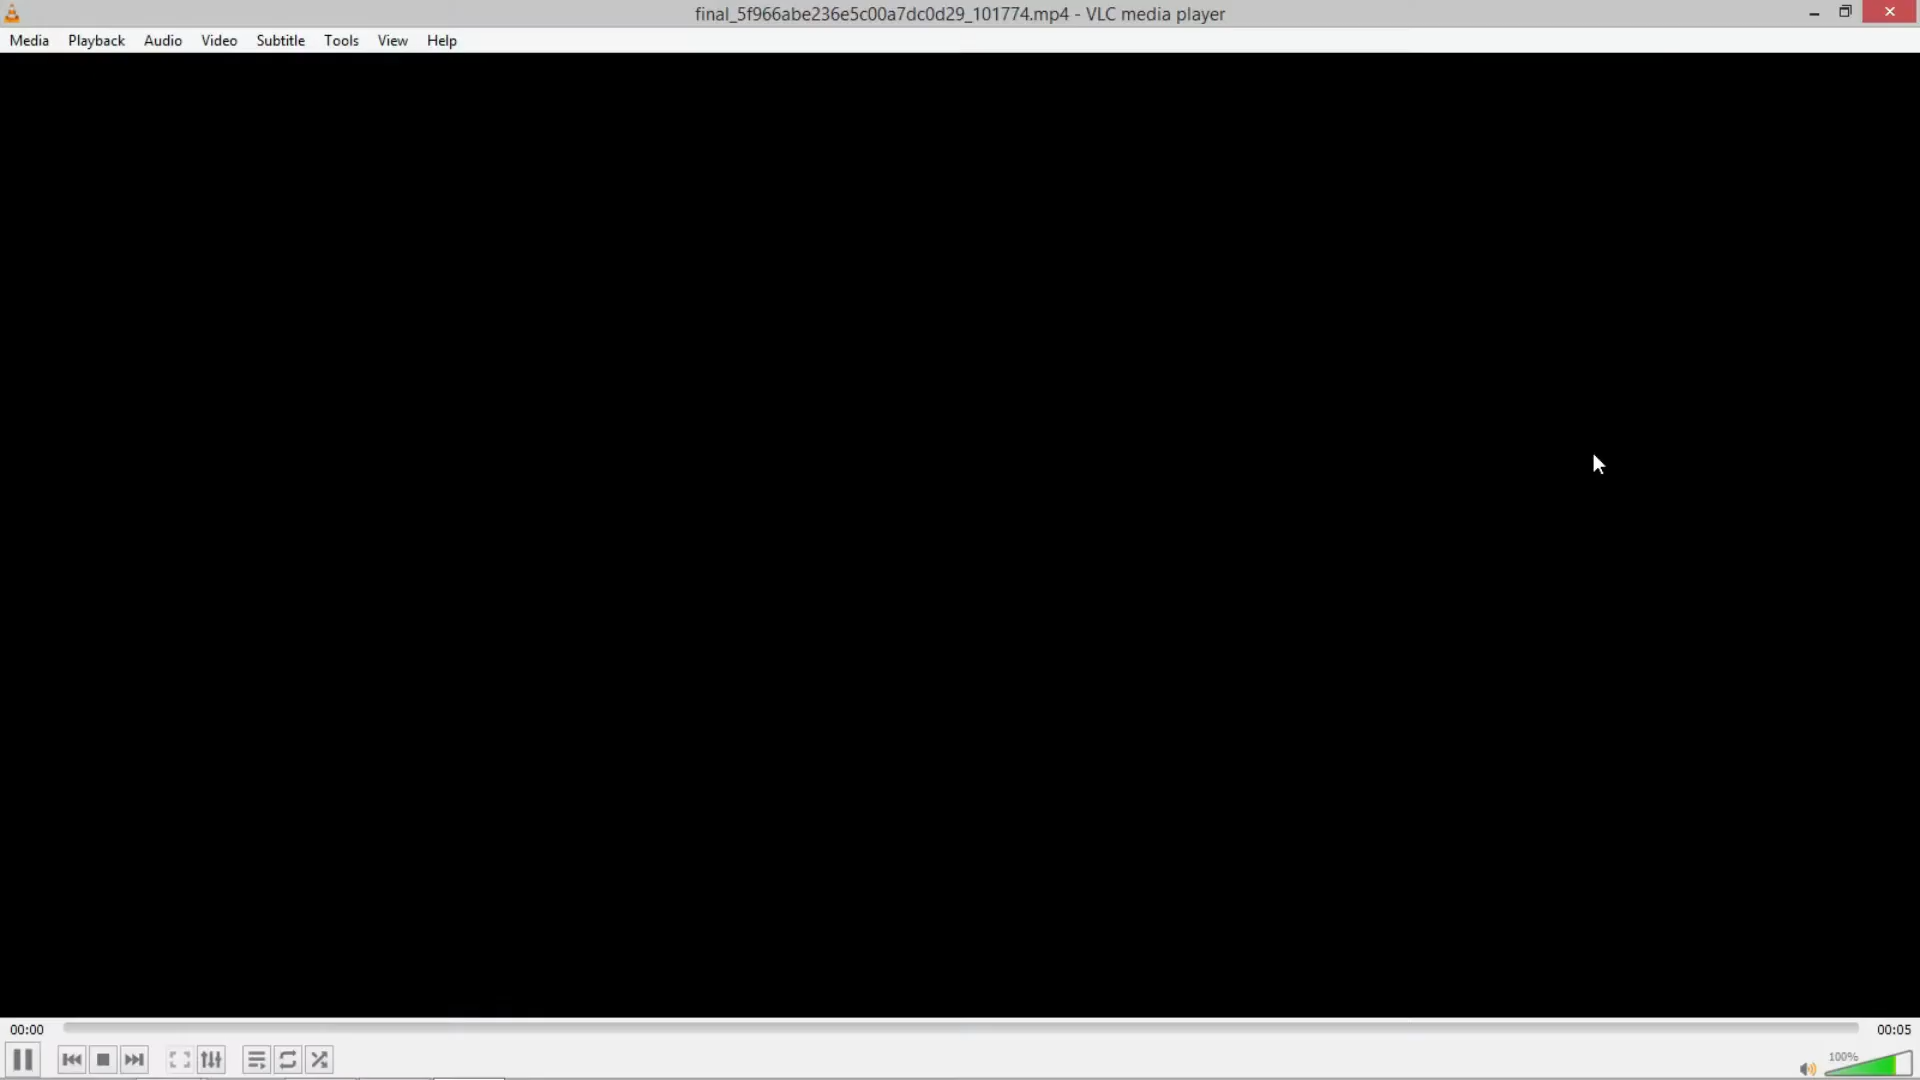 final_5f966abe236e5c00a7dc0d29_101774.mp4 - VLC media player
Media Playback Audio Video Subtitle Tools View Help
00:00 00:05
100%